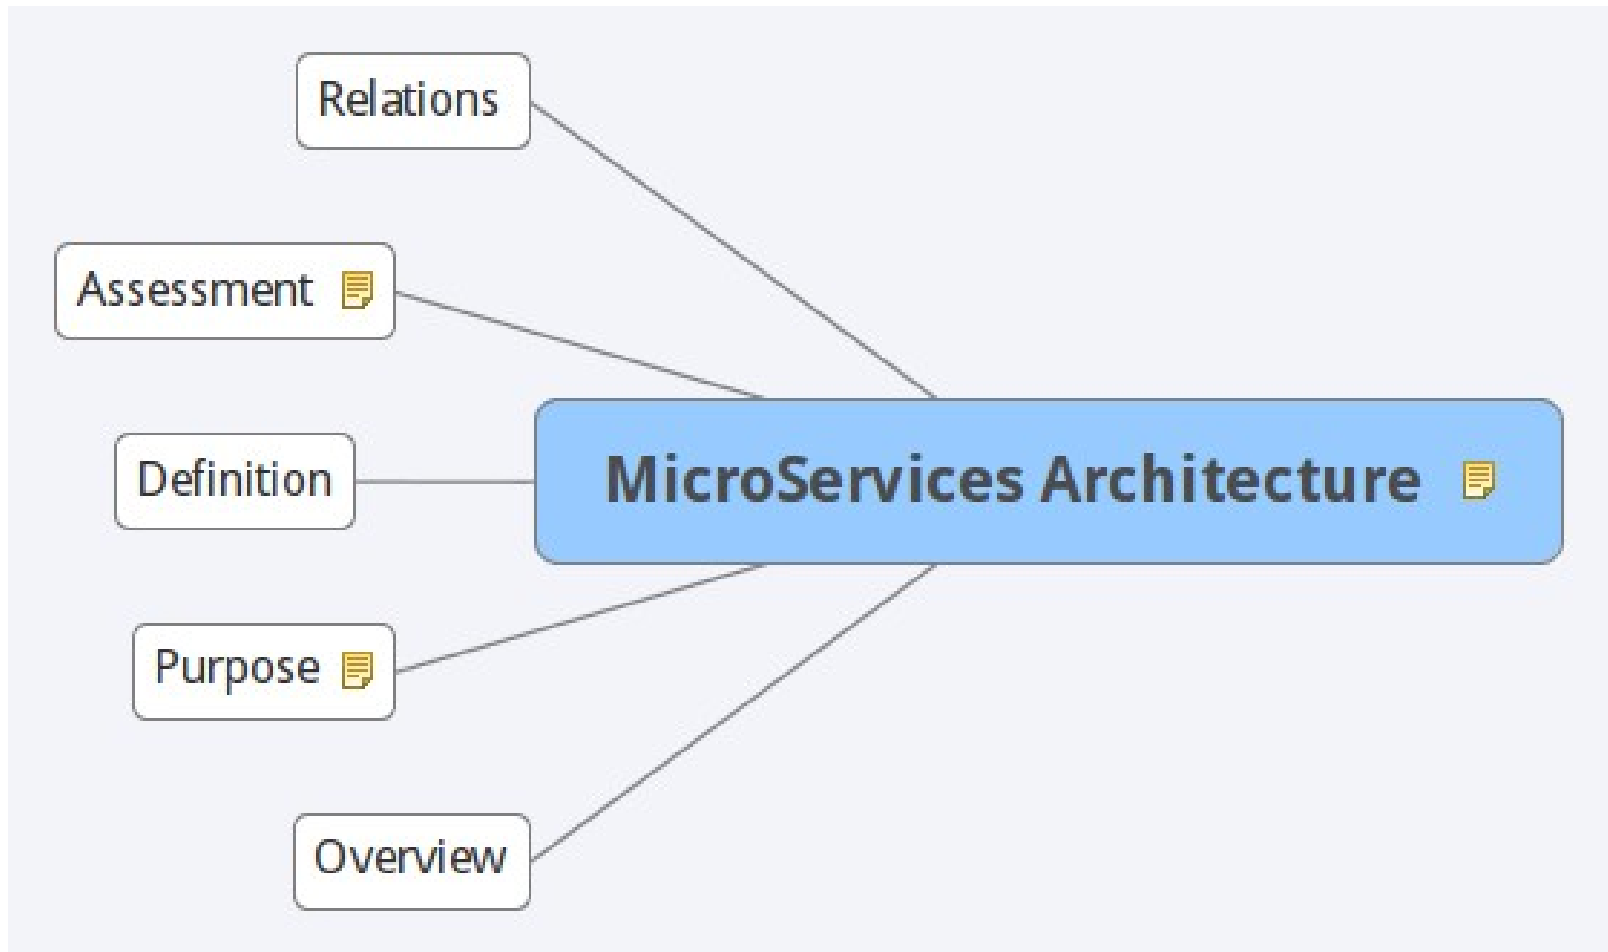 Relations
Assessment
Definition
MicroServices Architecture
Purpose
Overview